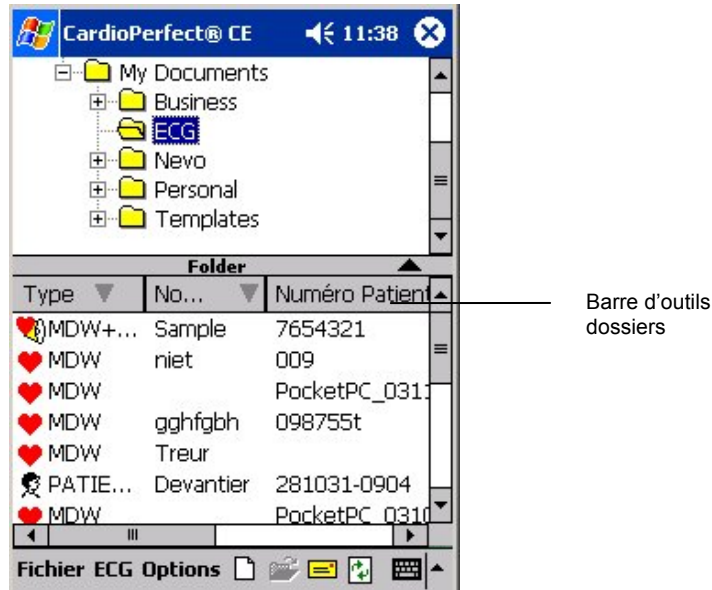 CardioPerfect® CE 11:38
My Documents
Business
ECG
Nevo
Personal
Templates
Folder
Type No... Numéro Patient
MDW+... Sample 7654321
MDW niet 009
MDW PocketPC_0311
MDW gghfgbh 098755t
MDW Treur
PATIE... Devantier 281031-0904
MDW PocketPC_0310
Fichier ECG Options
Barre d'outils
dossiers